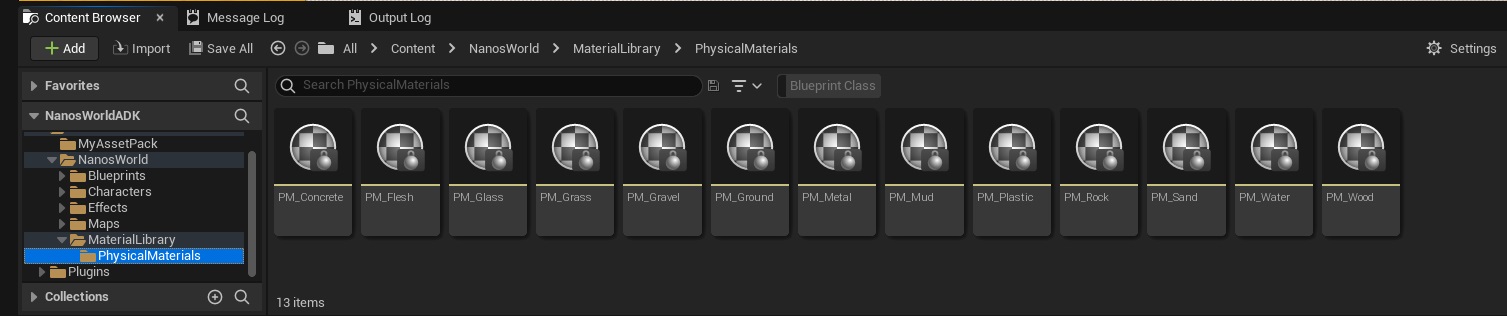 Content Browser × Message Log Output Log
+ Add Import Save All All > Content > NanosWorld > MaterialLibrary > PhysicalMaterials Settings
Favorites
Search PhysicalMaterials Blueprint Class
NanosWorldADK
MyAssetPack
NanosWorld
Blueprints
Characters
Effects
Maps
MaterialLibrary
PhysicalMaterials
Plugins
Collections
PM_Concrete PM_Flesh PM_Glass PM_Grass PM_Gravel PM_Ground PM_Metal PM_Mud PM_Plastic PM_Rock PM_Sand PM_Water PM_Wood
13 items